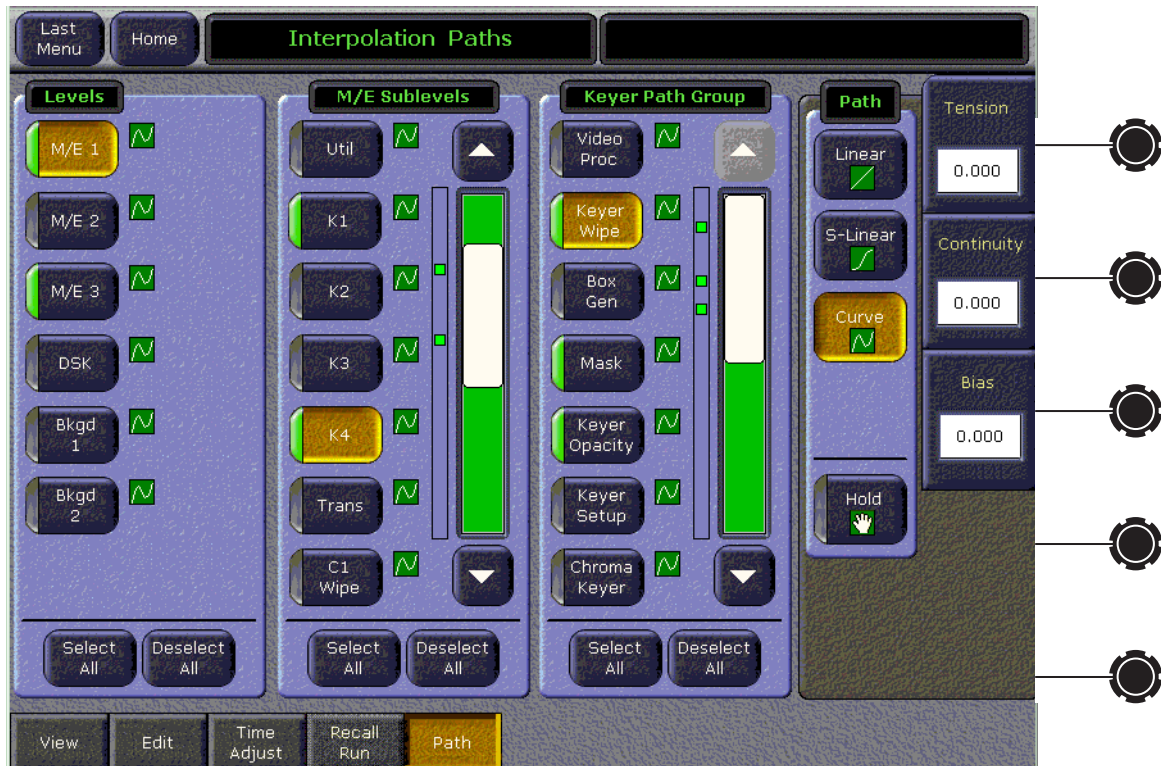 Last
Menu
Home
Interpolation Paths
Levels
M/E 1
M/E 2
M/E 3
DSK
Bkgd
1
Bkgd
2
Select
All
Deselect
All
M/E Sublevels
Util
K1
K2
K3
K4
Trans
C1
Wipe
Select
All
Deselect
All
Keyer Path Group
Video
Proc
Keyer
Wipe
Box
Gen
Mask
Keyer
Opacity
Keyer
Setup
Chroma
Keyer
Select
All
Deselect
All
Path
Linear
S-Linear
Curve
Hold
Tension
0.000
Continuity
0.000
Bias
0.000
View
Edit
Time
Adjust
Recall
Run
Path